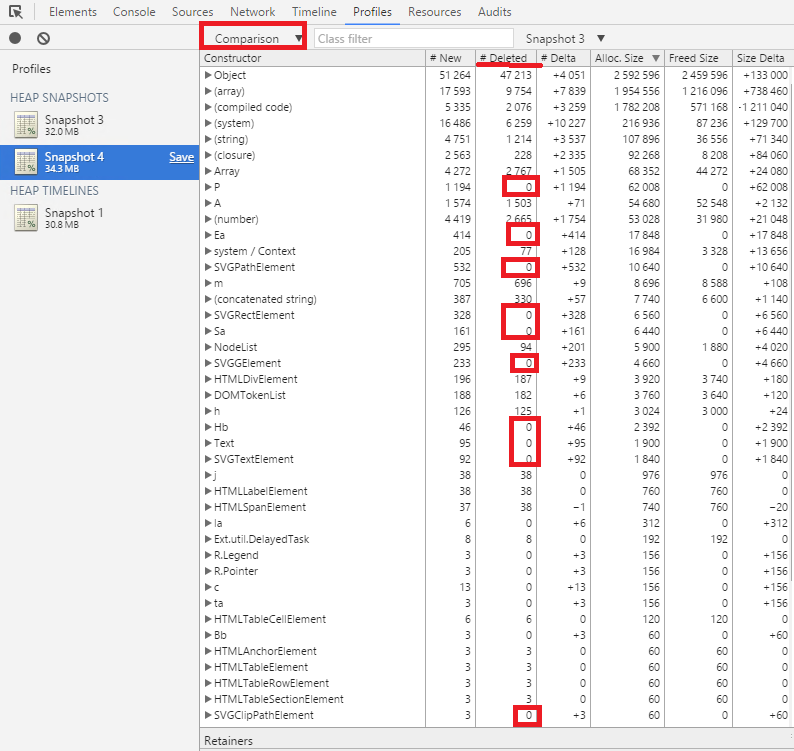 Elements Console Sources Network Timeline Profiles Resources Audits
Comparison ▼ Class filter Snapshot 3 ▼
Profiles
HEAP SNAPSHOTS
Snapshot 3
32.0 MB
Snapshot 4 Save
34.3 MB
HEAP TIMELINES
Snapshot 1
30.8 MB
Constructor # New # Deleted # Delta Alloc. Size ▼ Freed Size Size Delta
Object 51 264 47 213 +4 051 2 592 596 2 459 596 +133 000
(array) 17 593 9 754 +7 839 1 954 556 1 216 096 +738 460
(compiled code) 5 335 2 076 +3 259 1 782 208 571 168 -1 211 040
(system) 16 486 6 259 +10 227 216 936 87 236 +129 700
(string) 4 751 1 214 +3 537 107 896 36 556 +71 340
(closure) 2 563 228 +2 335 92 268 8 208 +84 060
Array 4 272 2 767 +1 505 68 352 44 272 +24 080
P 1 194 0 +1 194 62 008 0 +62 008
A 1 574 1 503 +71 54 680 52 548 +2 132
(number) 4 419 2 665 +1 754 53 028 31 980 +21 048
Ea 414 0 +414 17 848 0 +17 848
system / Context 205 77 +128 16 984 3 328 +13 656
SVGPathElement 532 0 +532 10 640 0 +10 640
m 705 696 +9 8 696 8 588 +108
(concatenated string) 387 330 +57 7 740 6 600 +1 140
SVGRectElement 328 0 +328 6 560 0 +6 560
Sa 161 0 +161 6 440 0 +6 440
NodeList 295 94 +201 5 900 1 880 +4 020
SVGGElement 233 0 +233 4 660 0 +4 660
HTMLDivElement 196 187 +9 3 920 3 740 +180
DOMTokenList 188 182 +6 3 760 3 640 +120
h 126 125 +1 3 024 3 000 +24
Hb 46 0 +46 2 392 0 +2 392
Text 95 0 +95 1 900 0 +1 900
SVGTextElement 92 0 +92 1 840 0 +1 840
j 38 38 0 976 976 0
HTMLLabelElement 38 38 0 760 760 0
HTMLSpanElement 37 38 −1 740 760 −20
la 6 0 +6 312 0 +312
Ext.util.DelayedTask 8 8 0 192 192 0
R.Legend 3 0 +3 156 0 +156
R.Pointer 3 0 +3 156 0 +156
c 13 0 +13 156 0 +156
ta 3 0 +3 156 0 +156
HTMLTableCellElement 6 6 0 120 120 0
Bb 3 0 +3 60 0 +60
HTMLAnchorElement 3 3 0 60 60 0
HTMLTableElement 3 3 0 60 60 0
HTMLTableRowElement 3 3 0 60 60 0
HTMLTableSectionElement 3 3 0 60 60 0
SVGClipPathElement 3 0 +3 60 0 +60
Retainers